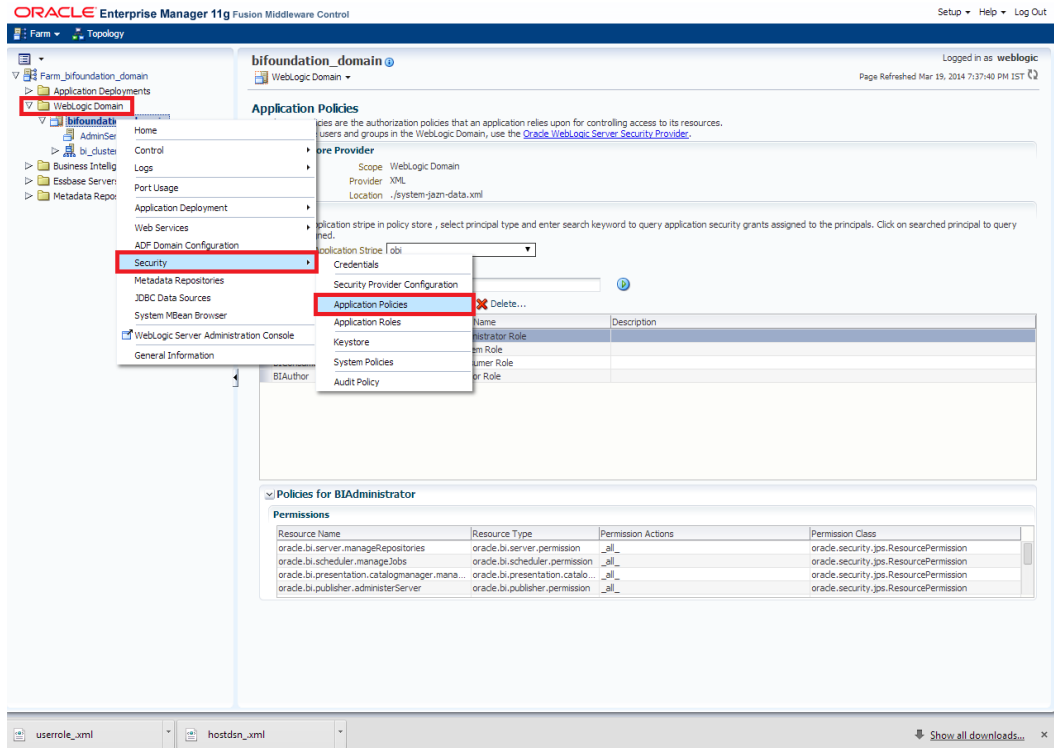 ORACLE Enterprise Manager 11g Fusion Middleware Control
Setup Help Log Out
Farm Topology
Farm_bifoundation_domain
Application Deployments
WebLogic Domain
AdminSer
bi_cluster
Business Intellig
Essbase Servers
Metadata Repos
Home
Control
Logs
Port Usage
Application Deployment
Web Services
ADF Domain Configuration
Security
Metadata Repositories
JDBC Data Sources
System MBean Browser
WebLogic Server Administration Console
General Information
Credentials
Security Provider Configuration
Application Policies
Application Roles
Keystore
System Policies
Audit Policy
bifoundation_domain
WebLogic Domain
Logged in as weblogic
Page Refreshed Mar 19, 2014 7:37:40 PM IST
Application Policies
are the authorization policies that an application relies upon for controlling access to its resources.
users and groups in the WebLogic Domain, use the Oracle WebLogic Server Security Provider.
ore Provider
Scope WebLogic Domain
Provider XML
Location ./system-jazn-data.xml
plication stripe in policy store , select principal type and enter search keyword to query application security grants assigned to the principals. Click on searched principal to query
ned.
Application Stripe obi
Delete...
Name Description
nistrator Role
em Role
umer Role
BIAuthor or Role
Policies for BIAdministrator
Permissions
Resource Name Resource Type Permission Actions Permission Class
oracle.bi.server.manageRepositories oracle.bi.server.permission _all_ oracle.security.jps.ResourcePermission
oracle.bi.scheduler.manageJobs oracle.bi.scheduler.permission _all_ oracle.security.jps.ResourcePermission
oracle.bi.presentation.catalogmanager.mana... oracle.bi.presentation.catalo... _all_ oracle.security.jps.ResourcePermission
oracle.bi.publisher.administerServer oracle.bi.publisher.permission _all_ oracle.security.jps.ResourcePermission
userrole_.xml
hostdsn_.xml
Show all downloads...